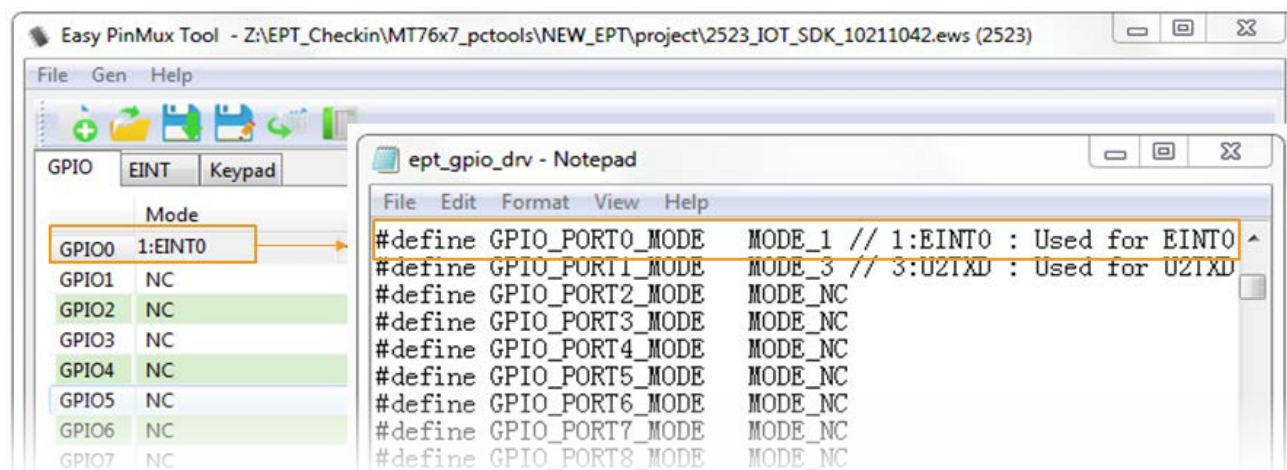 Easy PinMux Tool - Z:\EPT_Checkin\MT76x7_pctools\NEW_EPT\project\2523_IOT_SDK_10211042.ews (2523)
File Gen Help
GPIO EINT Keypad
Mode
GPIO0 1:EINT0
GPIO1 NC
GPIO2 NC
GPIO3 NC
GPIO4 NC
GPIO5 NC
GPIO6 NC
GPIO7 NC
ept_gpio_drv - Notepad
File Edit Format View Help
#define GPIO_PORT0_MODE MODE_1 // 1:EINT0 : Used for EINT0
#define GPIO_PORT1_MODE MODE_3 // 3:U2TXD : Used for U2TXD
#define GPIO_PORT2_MODE MODE_NC
#define GPIO_PORT3_MODE MODE_NC
#define GPIO_PORT4_MODE MODE_NC
#define GPIO_PORT5_MODE MODE_NC
#define GPIO_PORT6_MODE MODE_NC
#define GPIO_PORT7_MODE MODE_NC
#define GPIO_PORT8_MODE MODE_NC